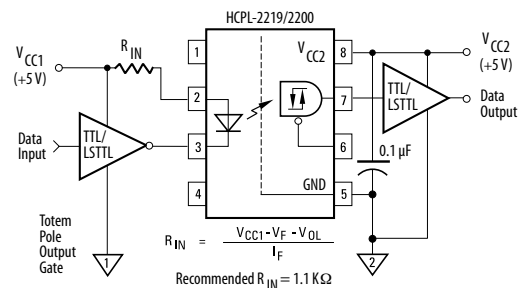 HCPL-2219/2200
V CC1
(+5 V)
R IN
1
2
3
4
V CC2
8
7
6
5
GND
TTL/
LSTTL
Data
Input
TTL/
LSTTL
V CC2
(+5 V)
Data
Output
0.1 µF
Totem
Pole
Output
Gate
1
2
R IN = V CC1 - V F - V OL
I F
Recommended R IN = 1.1 KΩ